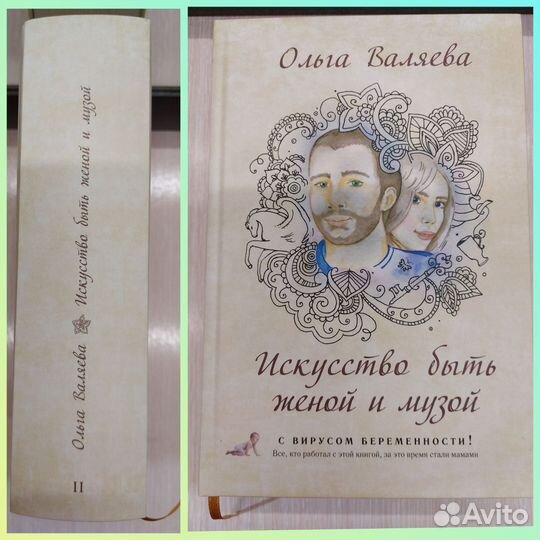 Ольга Валяева Искусство быть женой и музой
II
Ольга Валяева
Искусство быть
женой и музой
С ВИРУСОМ БЕРЕМЕННОСТИ!
Все, кто работал с этой книгой, за это время стали мамами
Avito